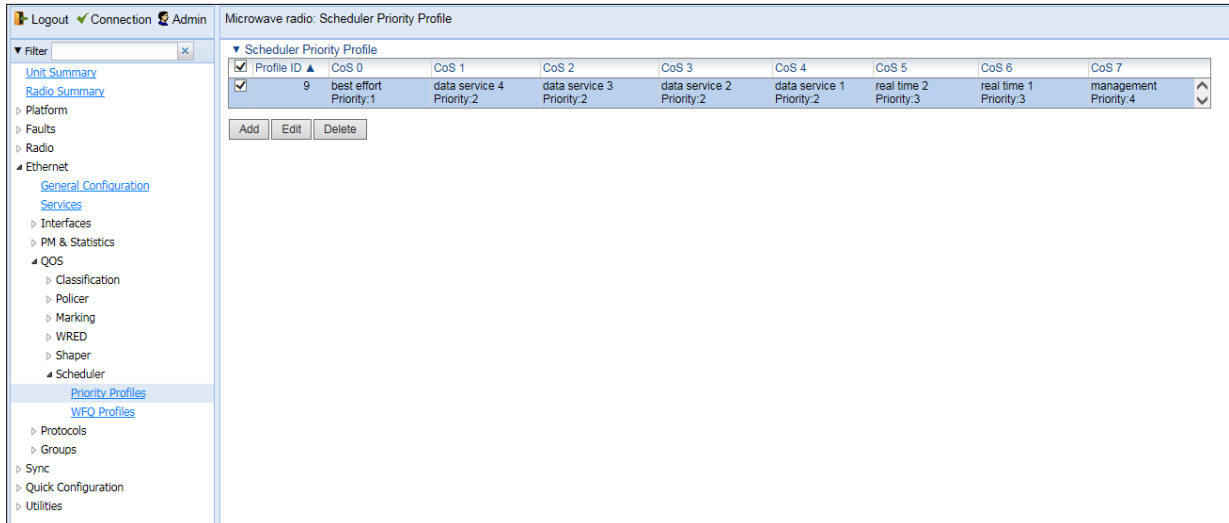 Logout Connection Admin
Microwave radio: Scheduler Priority Profile
▼ Filter ×
Unit Summary
Radio Summary
Platform
Faults
Radio
Ethernet
General Configuration
Services
Interfaces
PM & Statistics
QOS
Classification
Policer
Marking
WRED
Shaper
Scheduler
Priority Profiles
WFQ Profiles
Protocols
Groups
Sync
Quick Configuration
Utilities
▼ Scheduler Priority Profile
Profile ID ▲ CoS 0 CoS 1 CoS 2 CoS 3 CoS 4 CoS 5 CoS 6 CoS 7
9 best effort data service 4 data service 3 data service 2 data service 1 real time 2 real time 1 management
Priority:1 Priority:2 Priority:2 Priority:2 Priority:2 Priority:3 Priority:3 Priority:4
Add Edit Delete